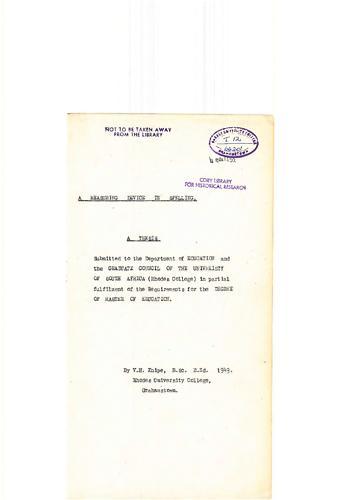 NOT TO BE TAKEN AWAY
FROM THE LIBRARY
CORY LIBRARY
FOR HISTORICAL RESEARCH
A MEASURING DEVICE IN SPELLING.
A THESIS
Submitted to the Department of EDUCATION and
the GRADUATE COUNCIL OF THE UNIVERSITY
OF SOUTH AFRICA (Rhodes College) in partial
fulfilment of the Requirements for the DEGREE
OF MASTER OF EDUCATION.
By V.H. Knipe, B.Sc. B.Ed. 1949.
Rhodes University College,
Grahamstown.